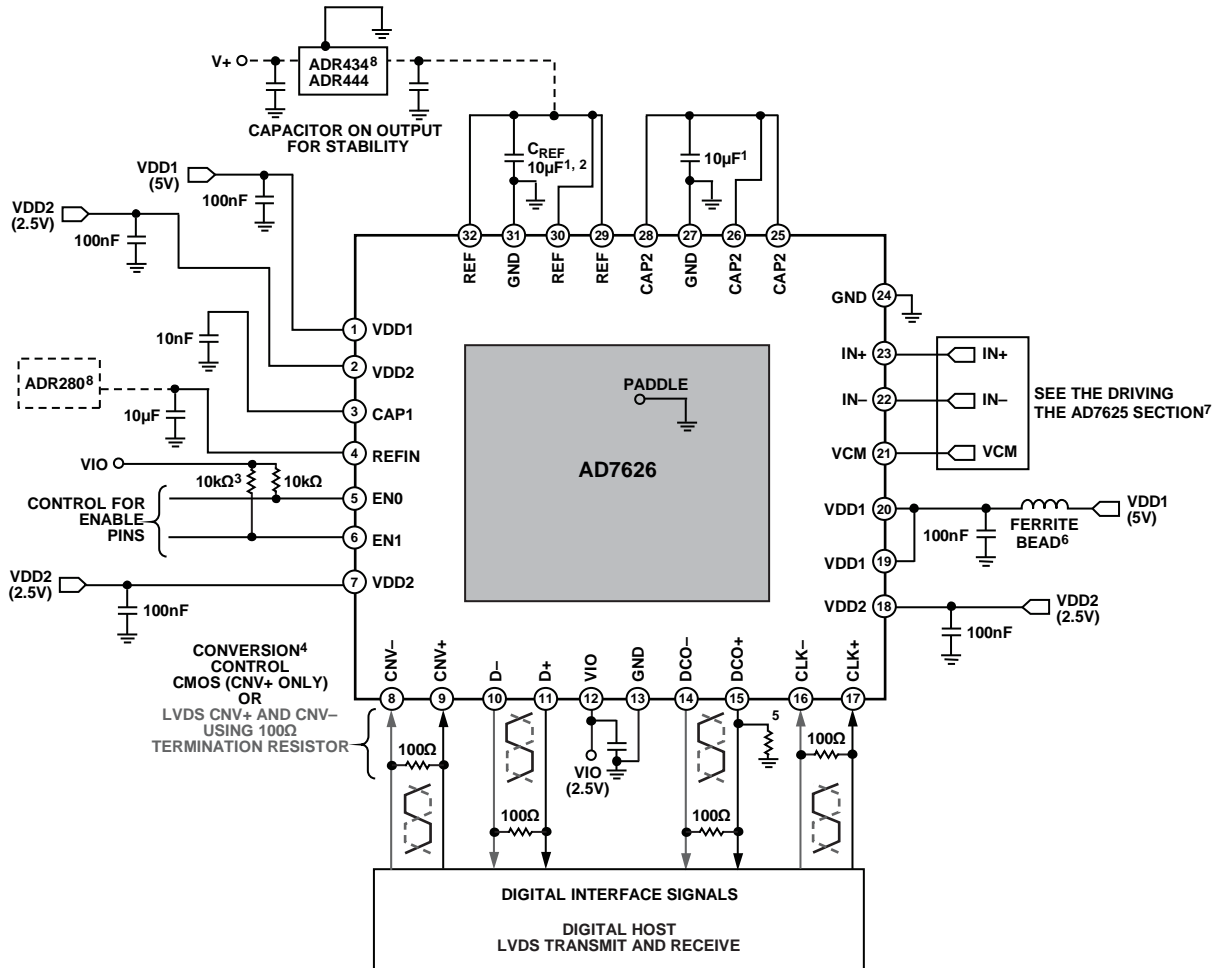 V+
ADR434⁸
ADR444
CAPACITOR ON OUTPUT
FOR STABILITY
VDD1
(5V)
100nF
VDD2
(2.5V)
100nF
CREF
10µF1, 2
10µF1
32
31
30
29
28
27
26
25
REF
GND
REF
REF
CAP2
GND
CAP2
CAP2
10nF
ADR280⁸
10µF
VIO
10kΩ³
10kΩ
CONTROL FOR
ENABLE
PINS
VDD2
(2.5V)
100nF
1 VDD1
2 VDD2
3 CAP1
4 REFIN
5 EN0
6 EN1
7 VDD2
PADDLE
AD7626
GND 24
IN+ 23
IN– 22
VCM 21
VDD1 20
VDD1 19
VDD2 18
IN+
IN–
VCM
SEE THE DRIVING
THE AD7625 SECTION⁷
VDD1
(5V)
100nF
FERRITE
BEAD⁶
VDD2
(2.5V)
100nF
CONVERSION⁴
CONTROL
CMOS (CNV+ ONLY)
OR
LVDS CNV+ AND CNV–
USING 100Ω
TERMINATION RESISTOR
CNV–
CNV+
D–
D+
VIO
GND
DCO–
DCO+
CLK–
CLK+
8
9
10
11
12
13
14
15
16
17
5
100Ω
100Ω
VIO
(2.5V)
100Ω
100Ω
DIGITAL INTERFACE SIGNALS
DIGITAL HOST
LVDS TRANSMIT AND RECEIVE